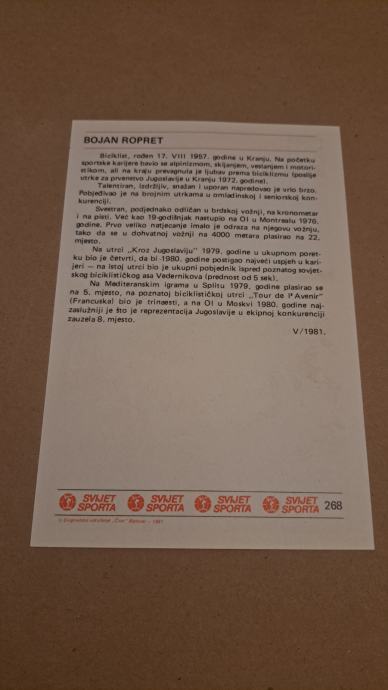 BOJAN ROPRET
Biciklist, rođen 17. VIII 1957. godine u Kranju. Na početku
sportske karijere bavio se alpinizmom, skijanjem, veslanjem i motori-
stikom, ali na kraju prevagnula je ljubav prema biciklizmu (poslije
utrke za prvenstvo Jugoslavije u Kranju 1972. godine).
Talentiran, izdržljiv, snažan i uporan napredovao je vrlo brzo.
Pobjeđivao je na brojnim utrkama u omladinskoj i seniorskoj kon-
kurenciji.
Svestran, podjednako odličan u brdskoj vožnji, na kronometar
i na pisti. Već kao 19-godišnjak nastupio na OI u Montrealu 1976.
godine. Prvo veliko natjecanje imalo je odraza na njegovu vožnju,
tako da se u dohvatnoj vožnji na 4000 metara plasirao na 22.
mjesto.
Na utrci „Kroz Jugoslaviju" 1979. godine u ukupnom poret-
ku bio je četvrti, da bi 1980. godine postigao najveći uspjeh u kari-
jeri — na istoj utrci bio je ukupni pobjednik ispred poznatog sovjet-
skog biciklističkog asa Vedernikova (prednost od 5 sek).
Na Mediteranskim igrama u Splitu 1979. godine plasirao se
na 5. mjesto, na poznatoj biciklističkoj utrci „Tour de l'Avenir"
(Francuska) bio je trinaesti, a na OI u Moskvi 1980. godine naj-
zaslužniji je što je reprezentacija Jugoslavije u ekipnoj konkurenciji
zauzela 8. mjesto.
V/1981.
SVIJET SPORTA SVIJET SPORTA SVIJET SPORTA SVIJET SPORTA 268